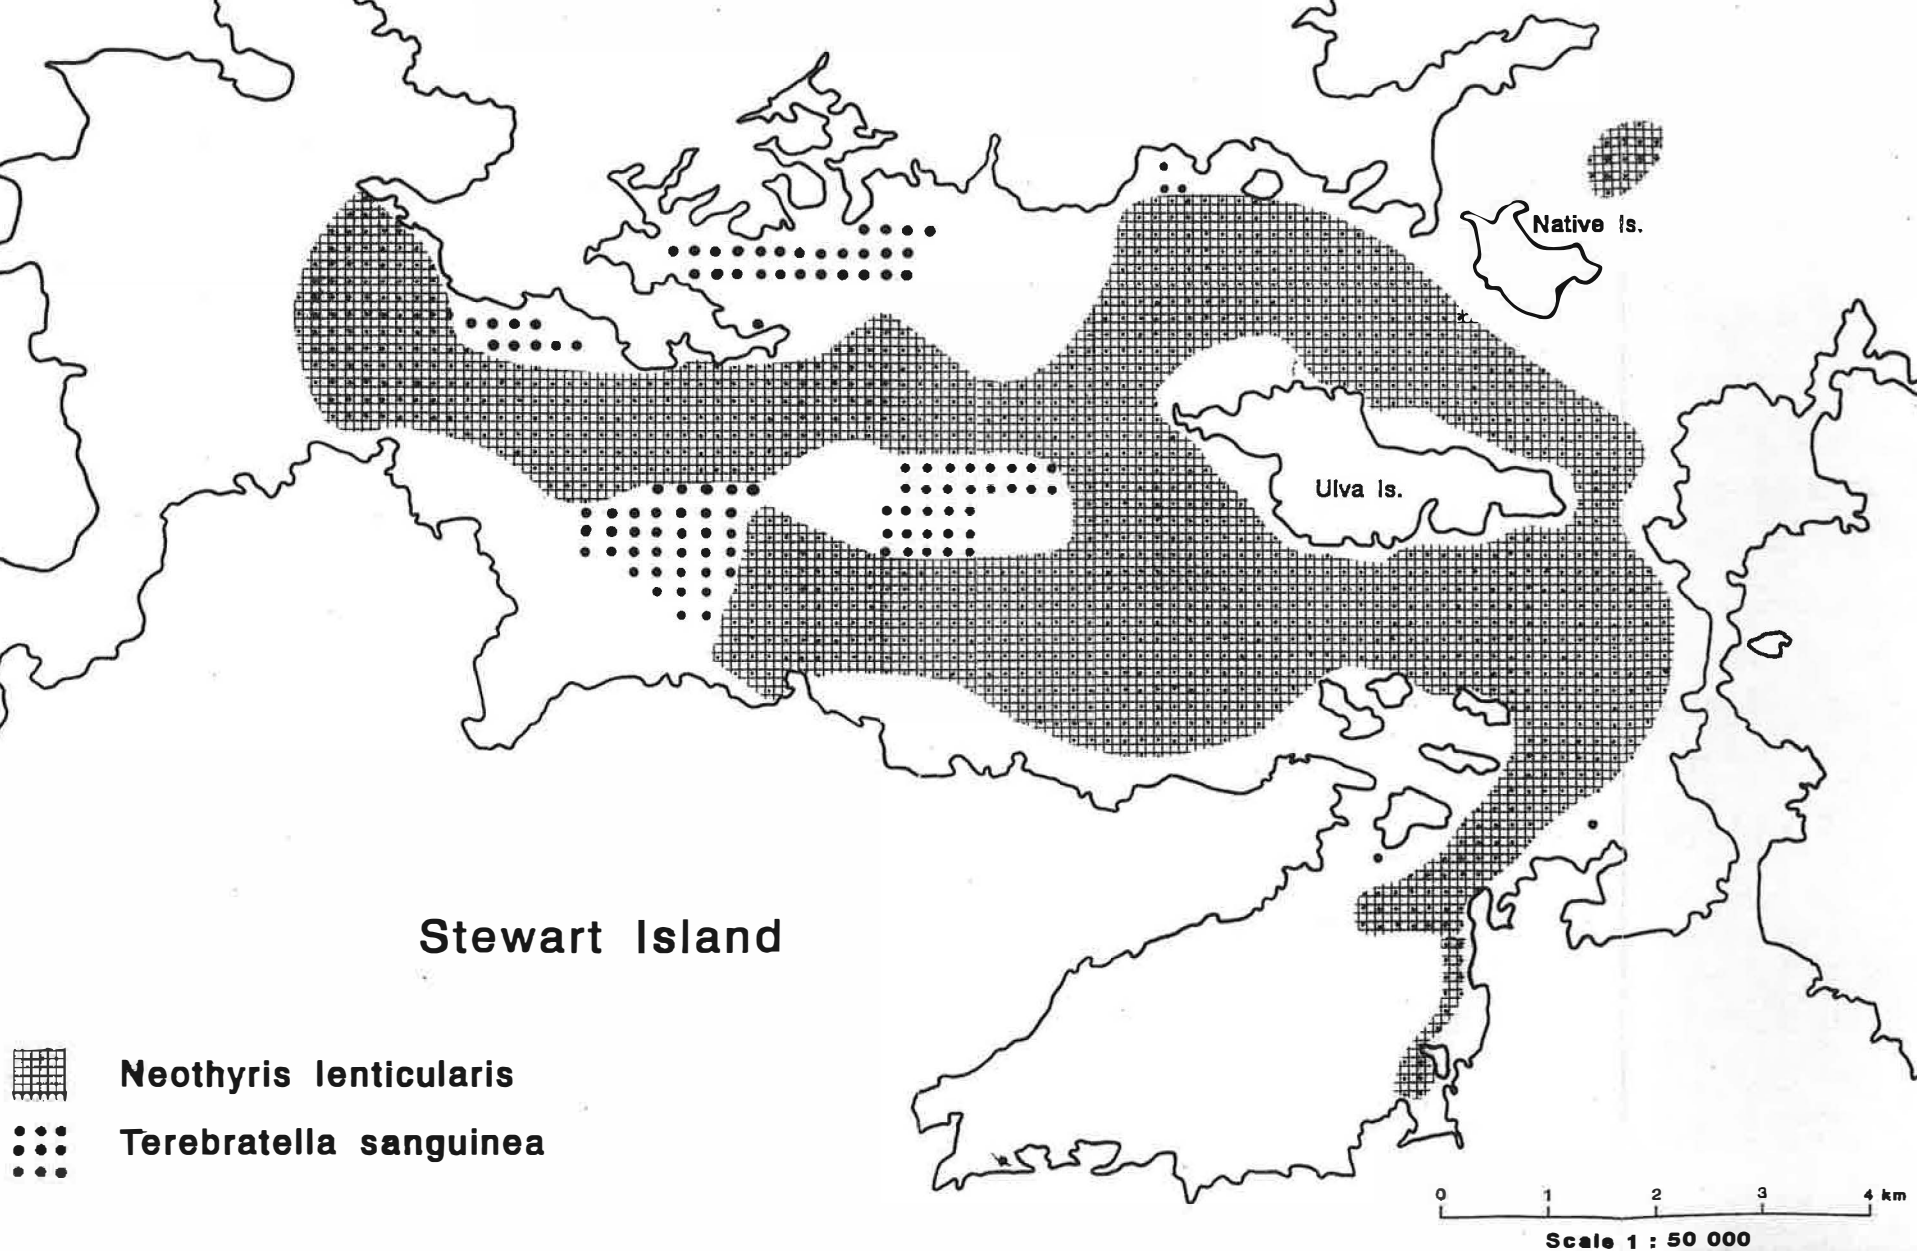 Native Is.
Ulva Is.
Stewart Island
Neothyris lenticularis
Terebratella sanguinea
0 1 2 3 4 km
Scale 1 : 50 000